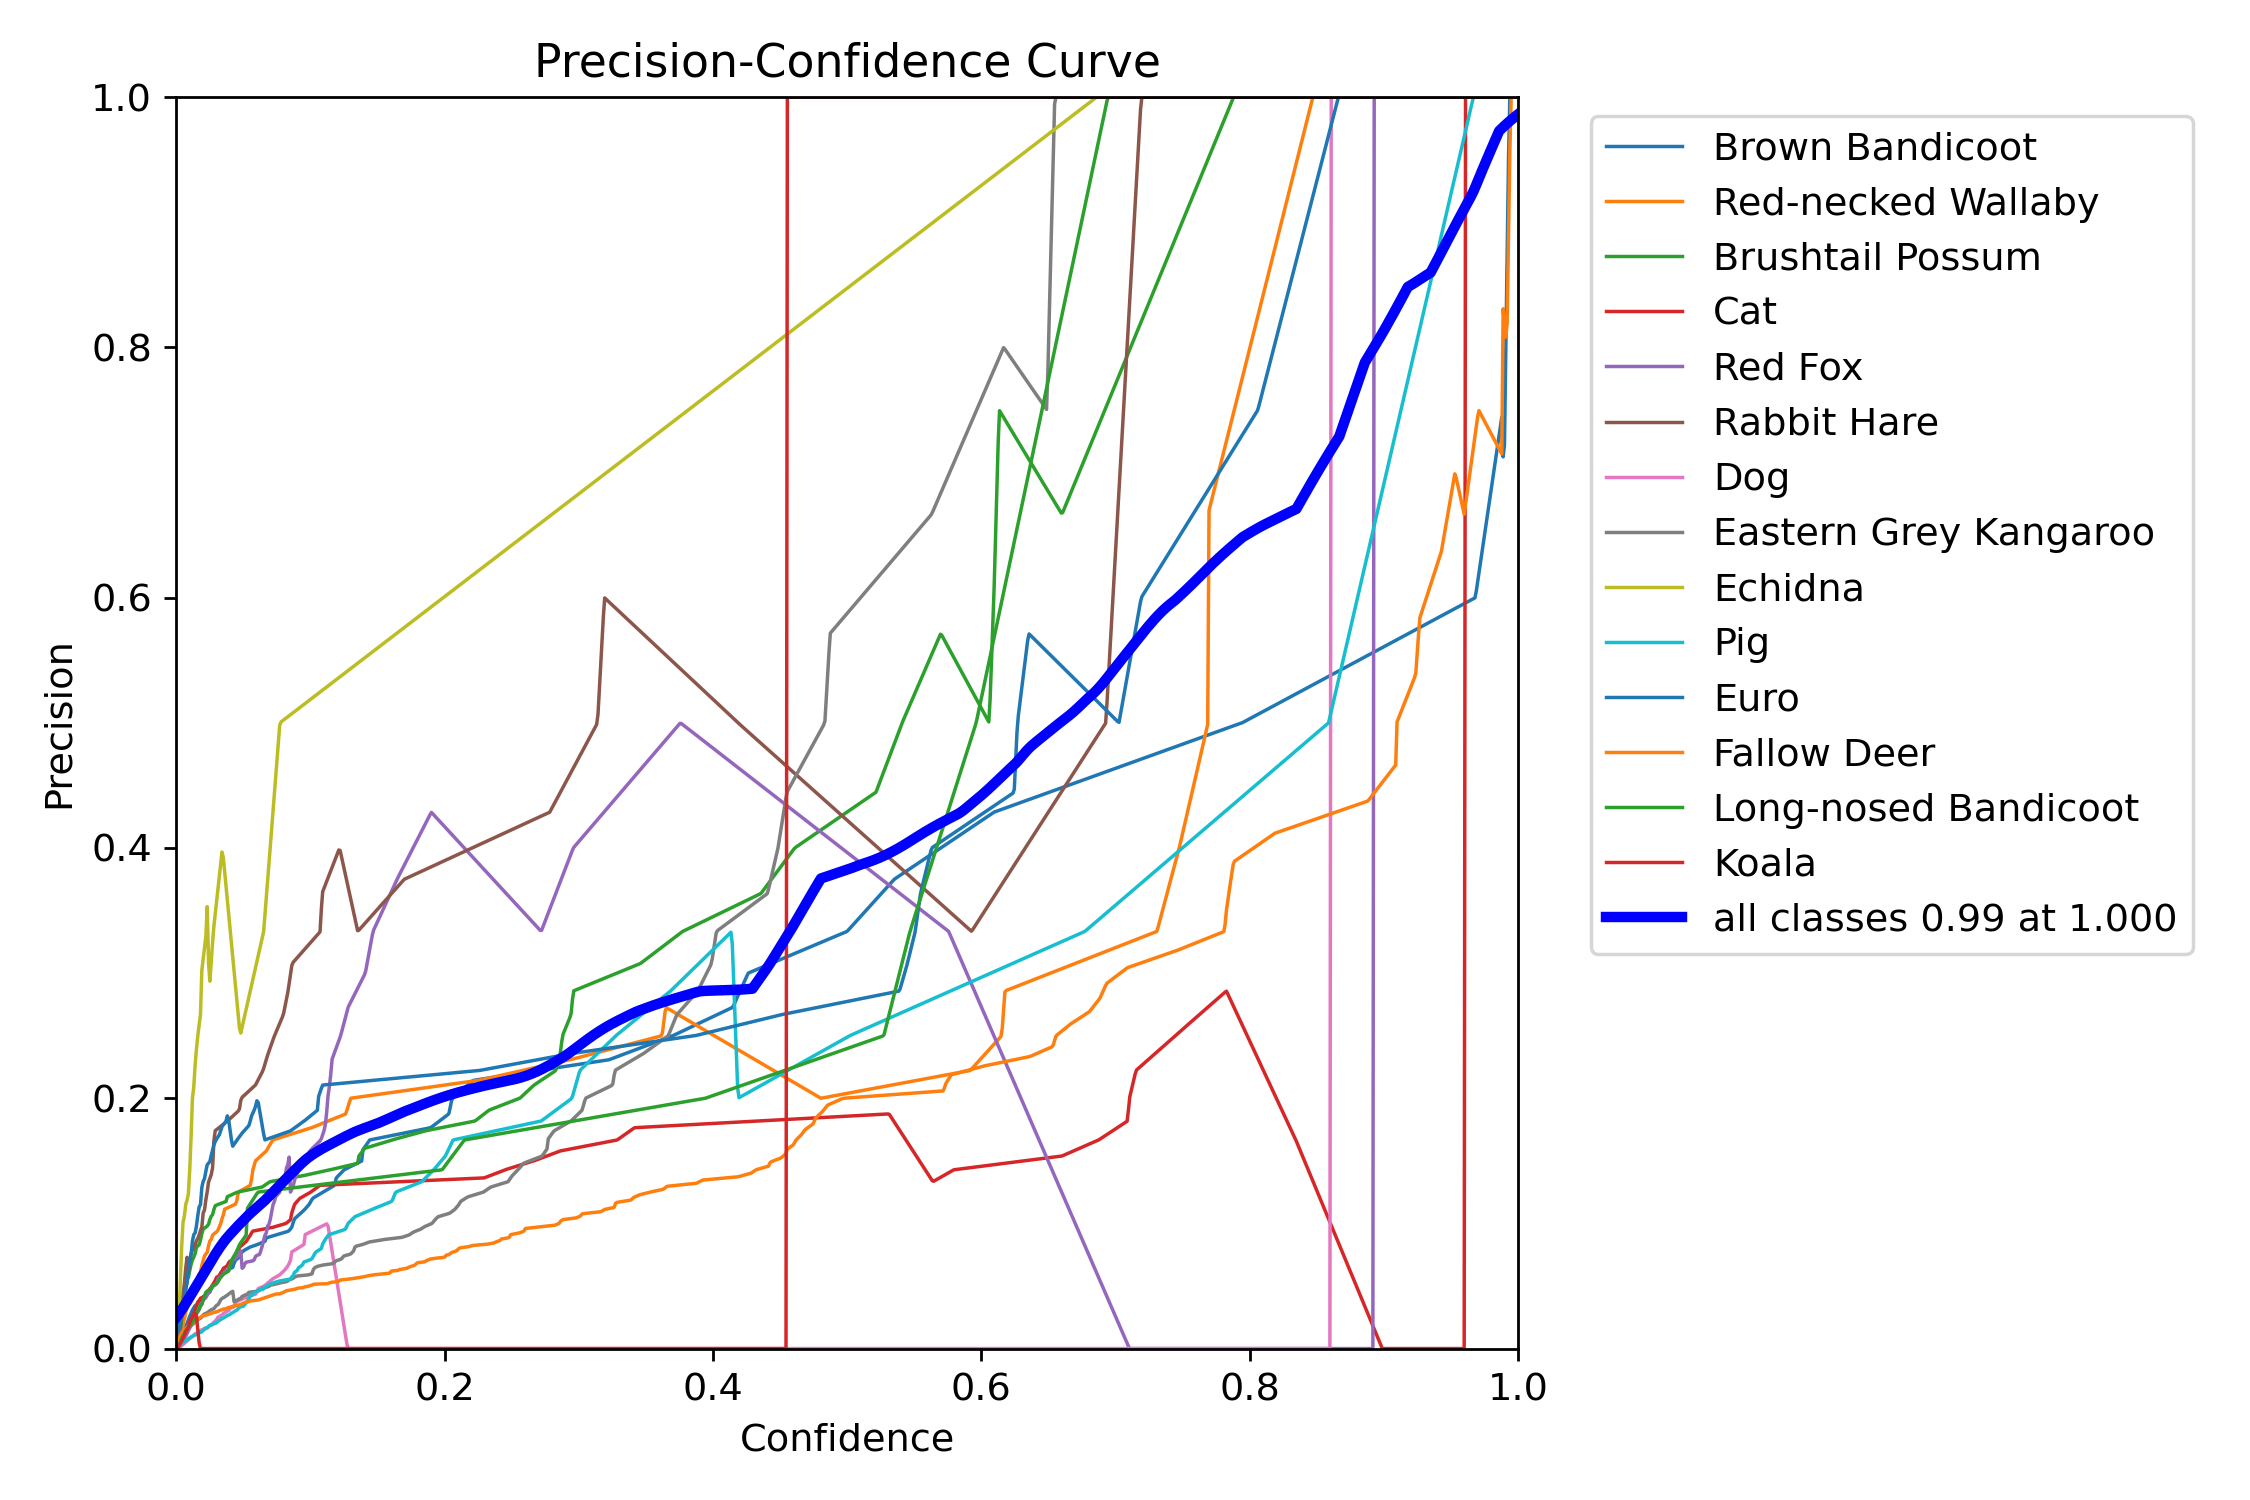 Precision-Confidence Curve
1.0
0.8
0.6
0.4
0.2
0.0
Precision
0.0 0.2 0.4 0.6 0.8 1.0
Confidence
Brown Bandicoot
Red-necked Wallaby
Brushtail Possum
Cat
Red Fox
Rabbit Hare
Dog
Eastern Grey Kangaroo
Echidna
Pig
Euro
Fallow Deer
Long-nosed Bandicoot
Koala
all classes 0.99 at 1.000